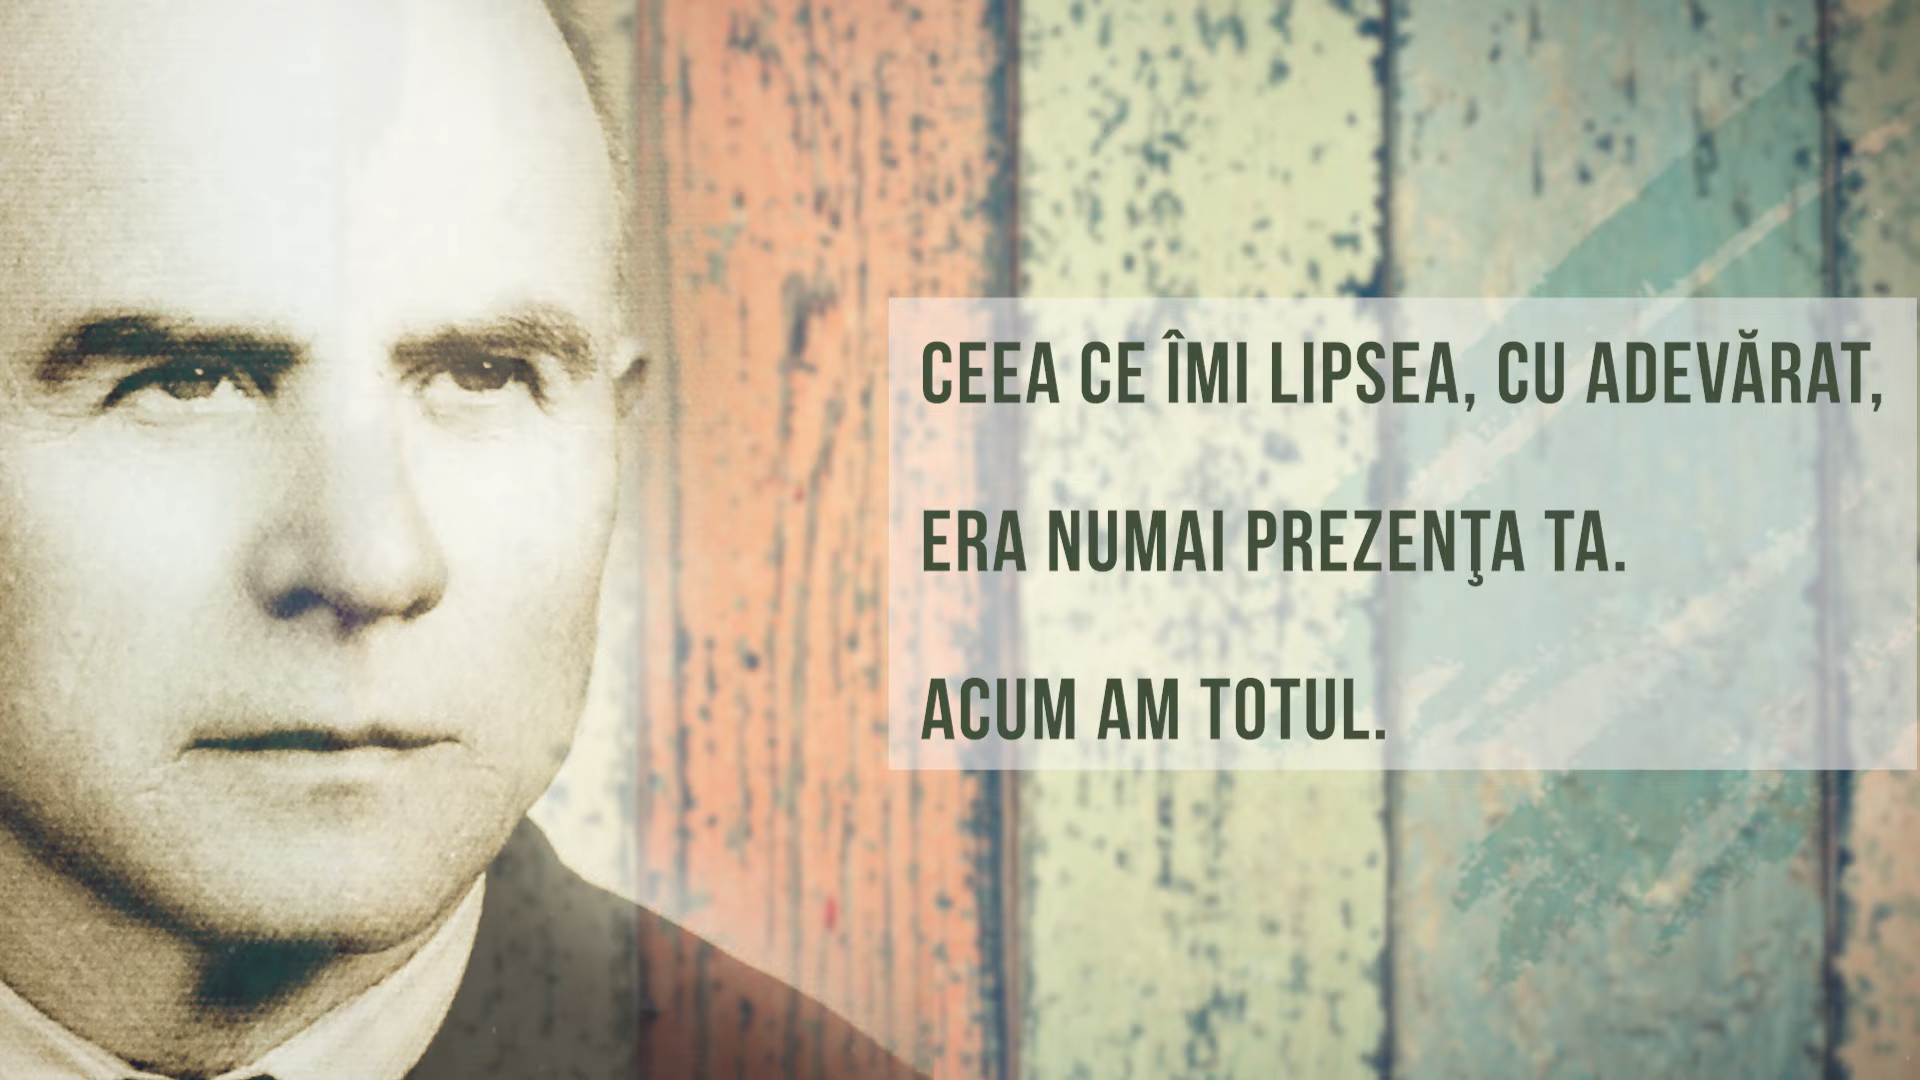 CEEA CE ÎMI LIPSEA, CU ADEVĂRAT,
ERA NUMAI PREZENŢA TA.
ACUM AM TOTUL.